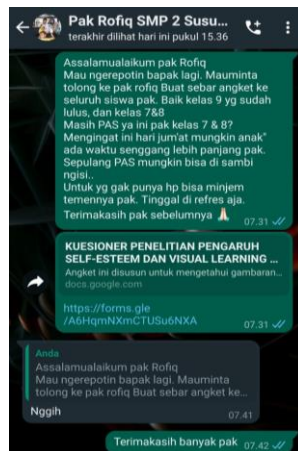 Pak Rofiq SMP 2 Susu...
terakhir dilihat hari ini pukul 15.36
Assalamualaikum pak Rofiq
Mau ngerepotin bapak lagi. Mauminta
tolong ke pak rofiq Buat sebar angket ke
seluruh siswa pak. Baik kelas 9 yg sudah
lulus, dan kelas 7&8
Masih PAS ya ini pak kelas 7 & 8?
Mengingat ini hari jum'at mungkin anak"
ada waktu senggang lebih panjang pak.
Sepulang PAS mungkin bisa di sambi
ngisi..
Untuk yg gak punya hp bisa minjem
temennya pak. Tinggal di refres aja.
Terimakasih pak sebelumnya 🙏🏻
07.31
KUESIONER PENELITIAN PENGARUH
SELF-ESTEEM DAN VISUAL LEARNING ...
Angket ini disusun untuk mengetahui gambaran...
docs.google.com
https://forms.gle
/A6HqmNXmCTUSu6NXA
07.31
Anda
Assalamualaikum pak Rofiq
Mau ngerepotin bapak lagi. Mauminta
tolong ke pak rofiq Buat sebar angket ke...
Nggih
07.41
Terimakasih banyak pak 07.42